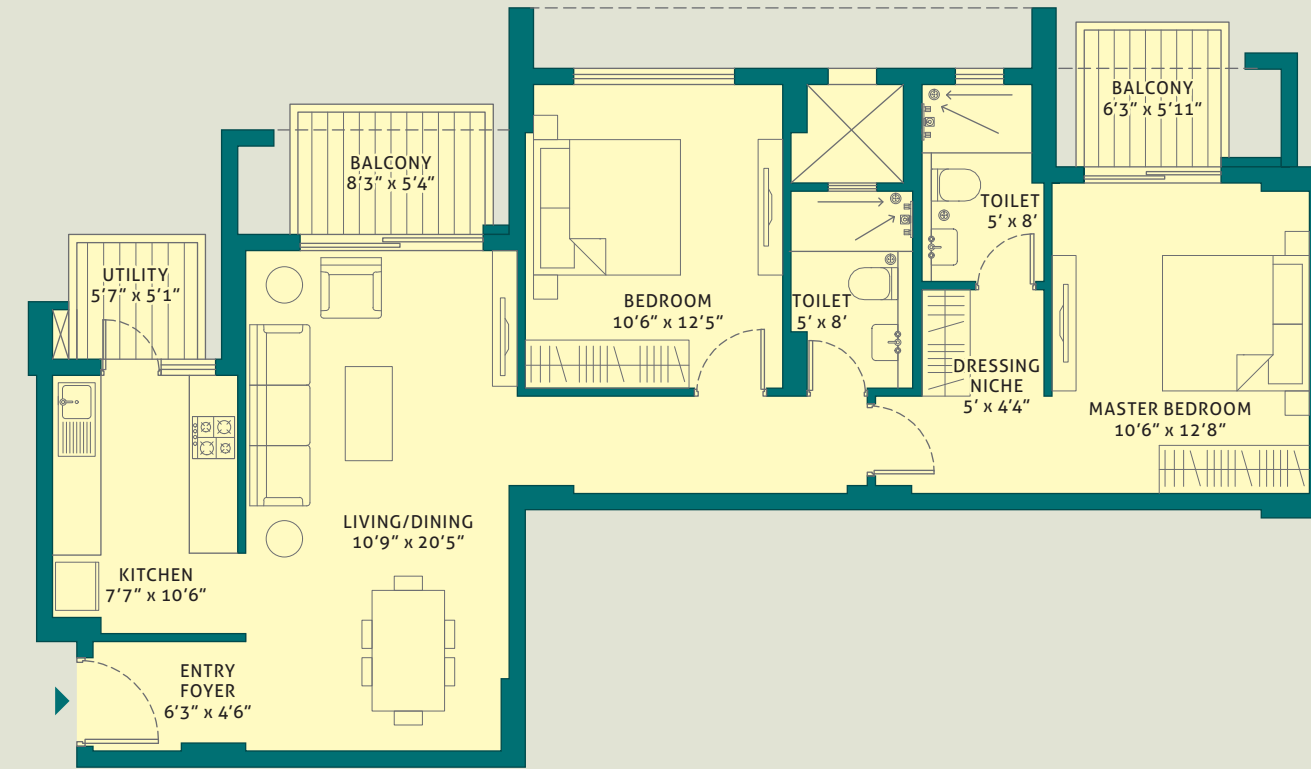 BALCONY
6'3" x 5'11"
BALCONY
8'3" x 5'4"
TOILET
5' x 8'
UTILITY
5'7" x 5'1"
BEDROOM
10'6" x 12'5"
TOILET
5' x 8'
DRESSING
NICHE
5' x 4'4"
MASTER BEDROOM
10'6" x 12'8"
LIVING/DINING
10'9" x 20'5"
KITCHEN
7'7" x 10'6"
ENTRY
FOYER
6'3" x 4'6"